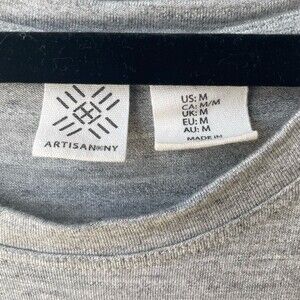 ARTISAN NY
US: M
CA: M/M
UK: M
EU: M
AU: M
MADE IN